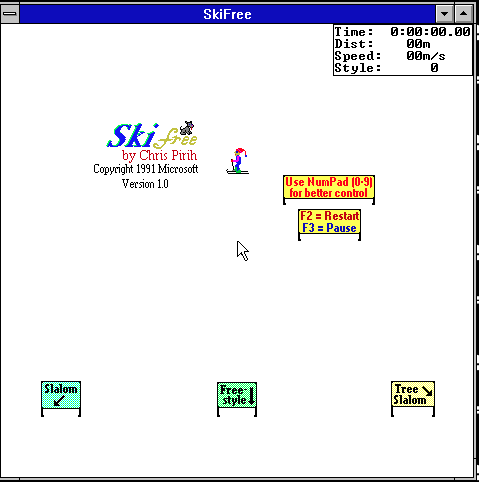 SkiFree
Time: 0:00:00.00
Dist: 00m
Speed: 00m/s
Style: 0
Ski free
by Chris Pirih
Copyright 1991 Microsoft
Version 1.0
Use NumPad (0-9)
for better control
F2 = Restart
F3 = Pause
Slalom
Free-
style
Tree
Slalom